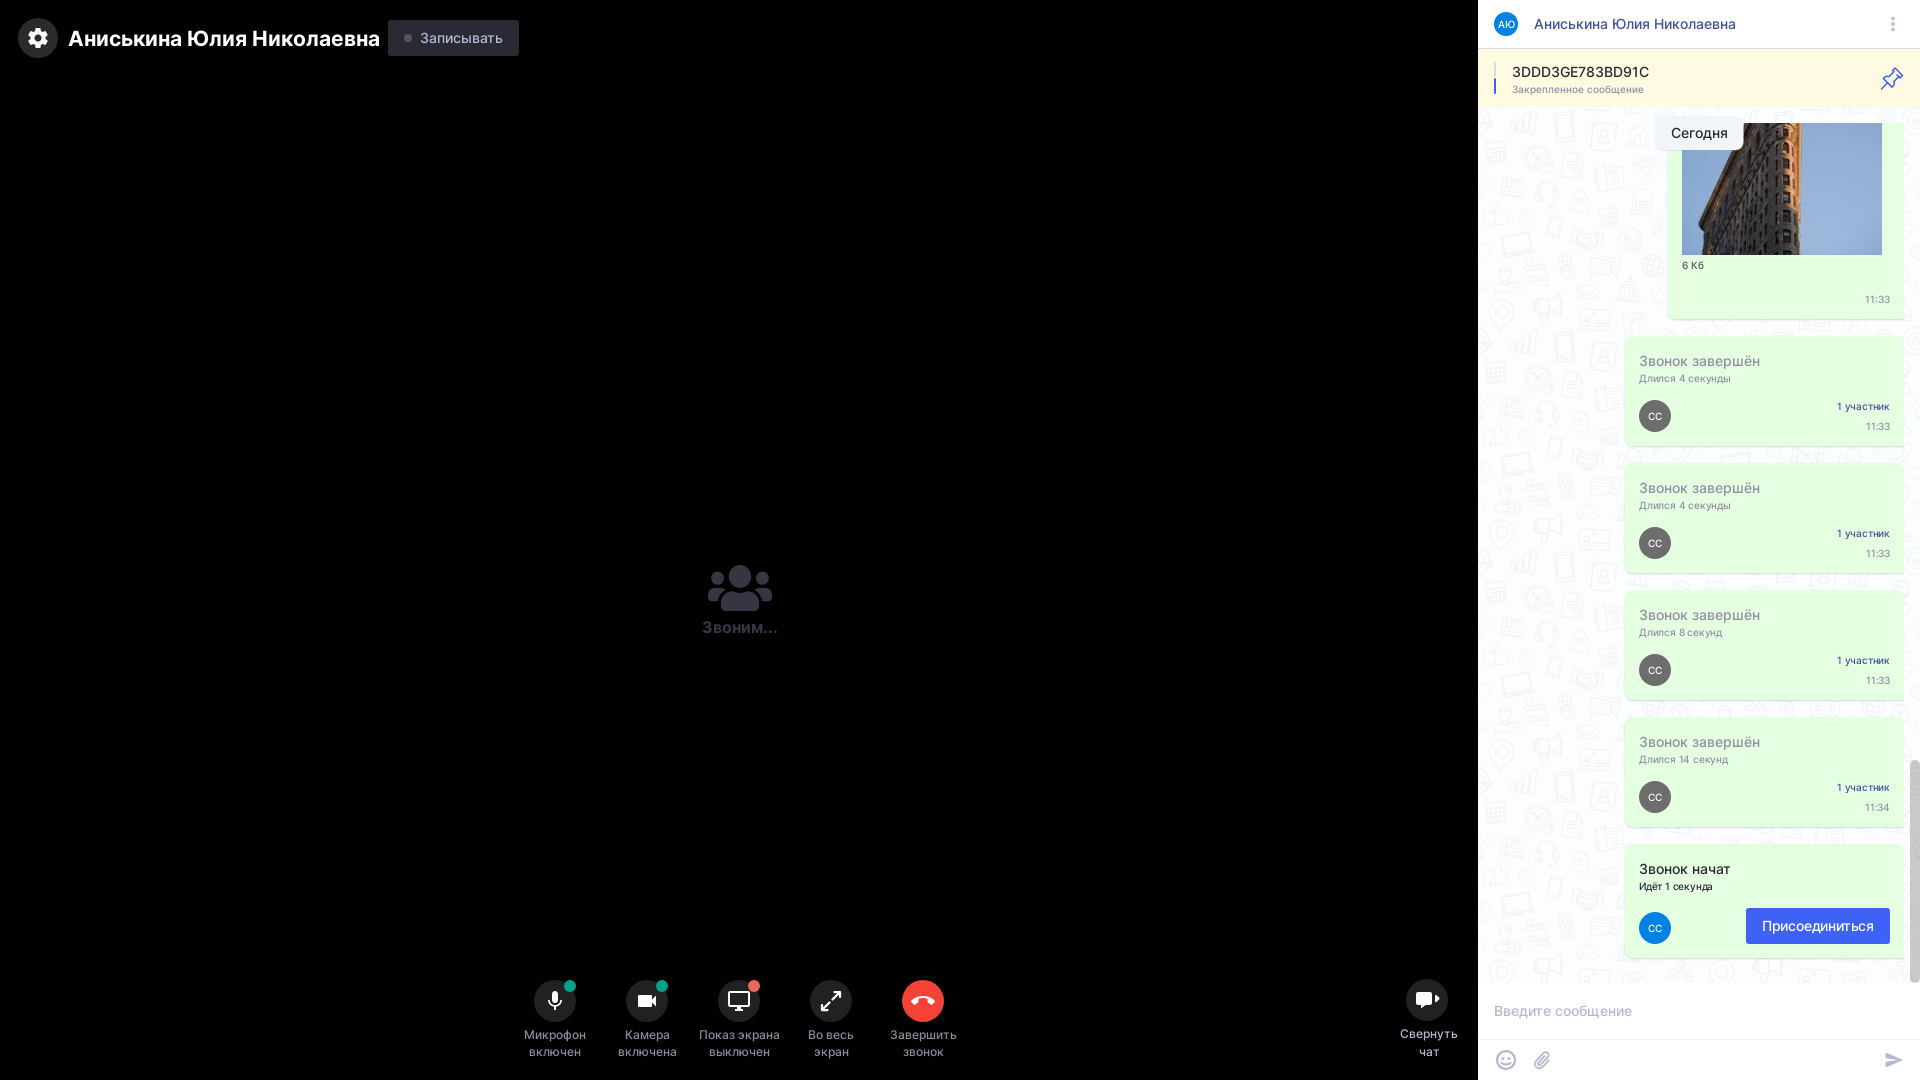 Аниськина Юлия Николаевна
Записывать
Звоним...
Микрофон
включен
Камера
включена
Показ экрана
выключен
Во весь
экран
Завершить
звонок
Свернуть
чат
АЮ
Аниськина Юлия Николаевна
3DDD3GE783BD91C
Закрепленное сообщение
Сегодня
6 Кб
11:33
Звонок завершён
Длился 4 секунды
СС
1 участник
11:33
Звонок завершён
Длился 4 секунды
СС
1 участник
11:33
Звонок завершён
Длился 8 секунд
СС
1 участник
11:33
Звонок завершён
Длился 14 секунд
СС
1 участник
11:34
Звонок начат
Идёт 1 секунда
СС
Присоединиться
Введите сообщение